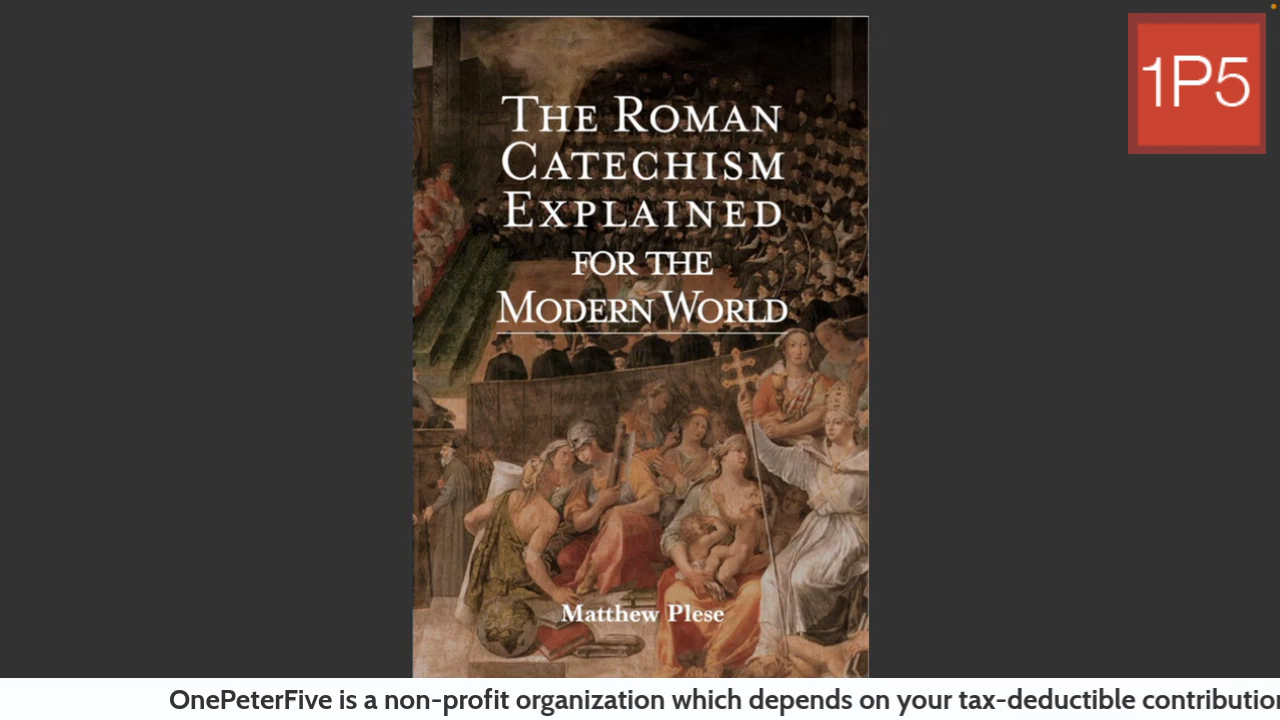 THE ROMAN
CATECHISM
EXPLAINED
FOR THE
MODERN WORLD
Matthew Plese
1P5
OnePeterFive is a non-profit organization which depends on your tax-deductible contribution